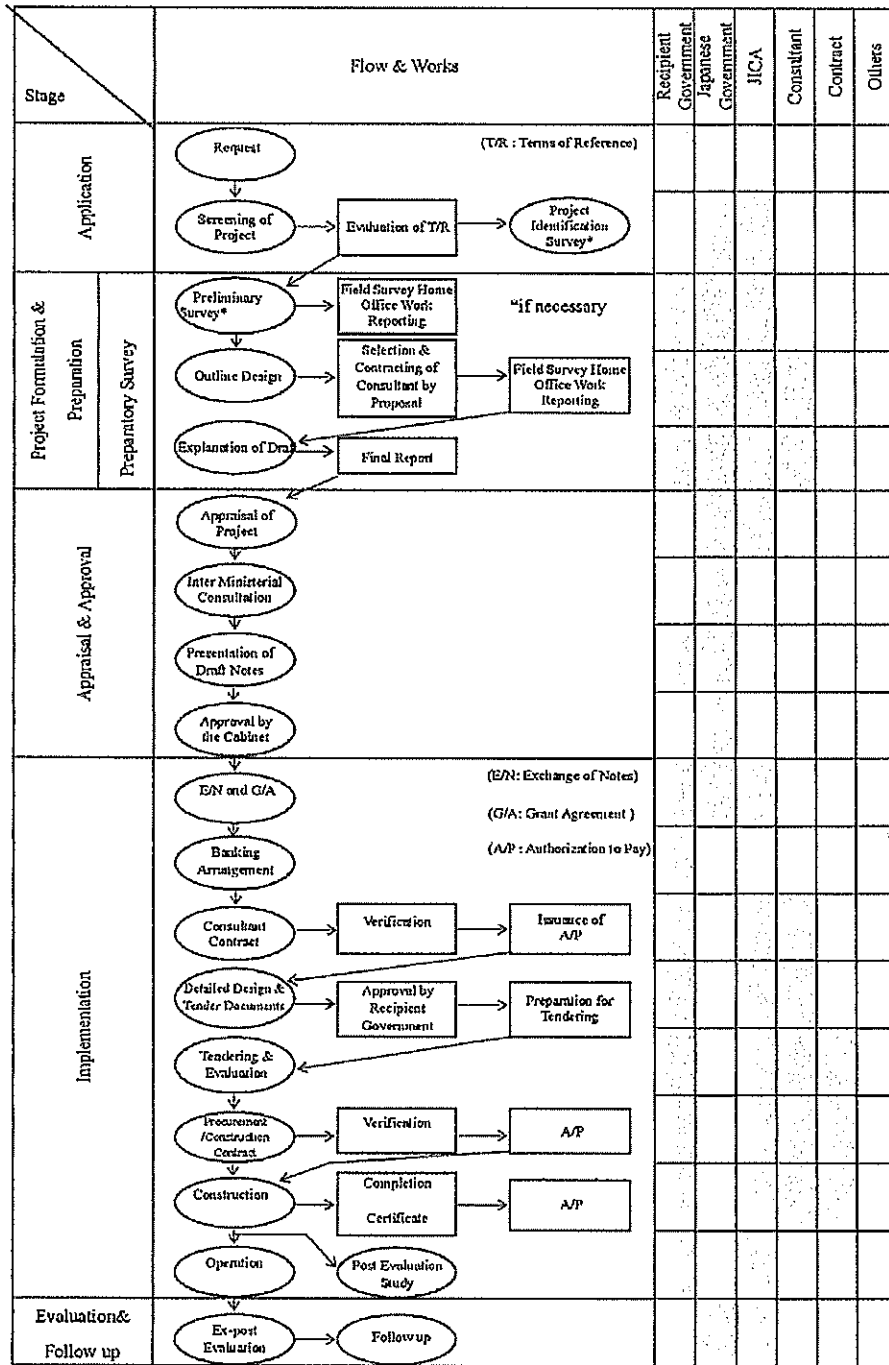 Stage
Flow & Works
Recipient
Government
Japanese
Government
JICA
Consultant
Contract
Others
Application
Request
(T/R : Terms of Reference)
Screening of
Project
Evaluation of T/R
Project
Identification
Survey*
Project Formulation &
Preparation
Preparatory Survey
Preliminary
Survey*
Field Survey Home
Office Work
Reporting
*if necessary
Outline Design
Selection &
Contracting of
Consultant by
Proposal
Field Survey Home
Office Work
Reporting
Explanation of Draft
Final Report
Appraisal & Approval
Appraisal of
Project
Inter Ministerial
Consultation
Presentation of
Draft Notes
Approval by
the Cabinet
Implementation
E/N and G/A
(E/N: Exchange of Notes)
(G/A: Grant Agreement )
(A/P : Authorization to Pay)
Banking
Arrangement
Consultant
Contract
Verification
Issuance of
A/P
Detailed Design &
Tender Documents
Approval by
Recipient
Government
Preparation for
Tendering
Tendering &
Evaluation
Procurement
/Construction
Contract
Verification
A/P
Construction
Completion
Certificate
A/P
Operation
Post Evaluation
Study
Evaluation&
Follow up
Ex-post
Evaluation
Follow up